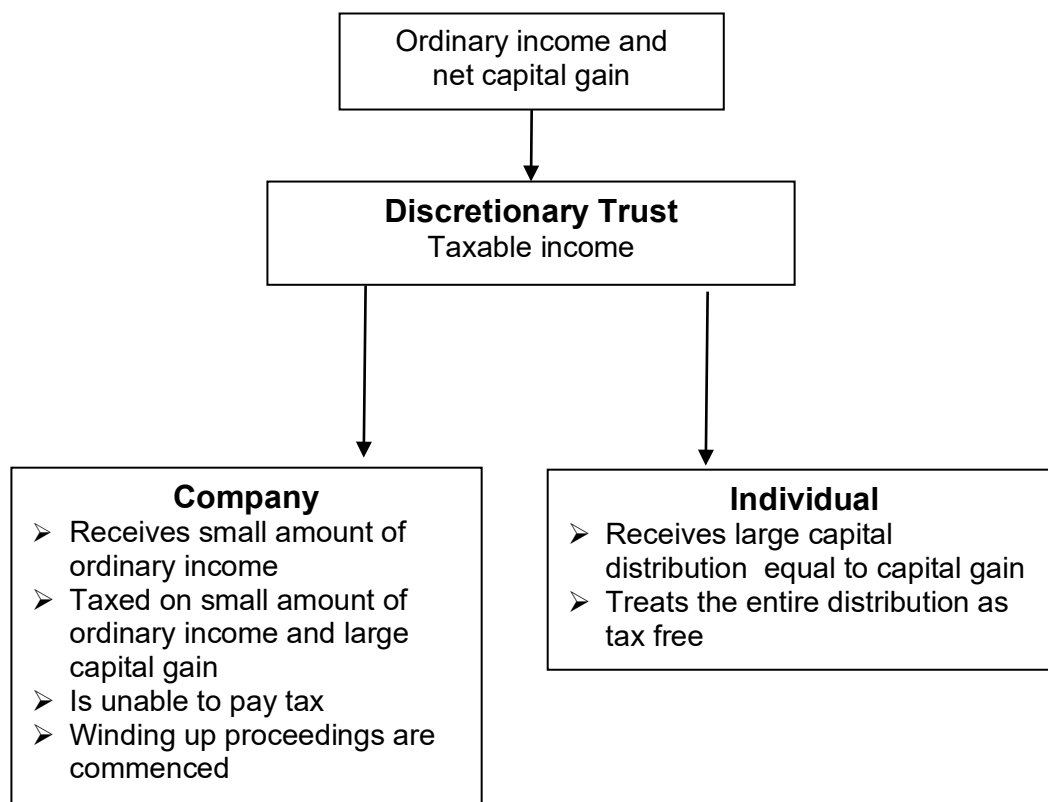 Ordinary income and
net capital gain
Discretionary Trust
Taxable income
Company
➢ Receives small amount of
ordinary income
➢ Taxed on small amount of
ordinary income and large
capital gain
➢ Is unable to pay tax
➢ Winding up proceedings are
commenced
Individual
➢ Receives large capital
distribution equal to capital gain
➢ Treats the entire distribution as
tax free